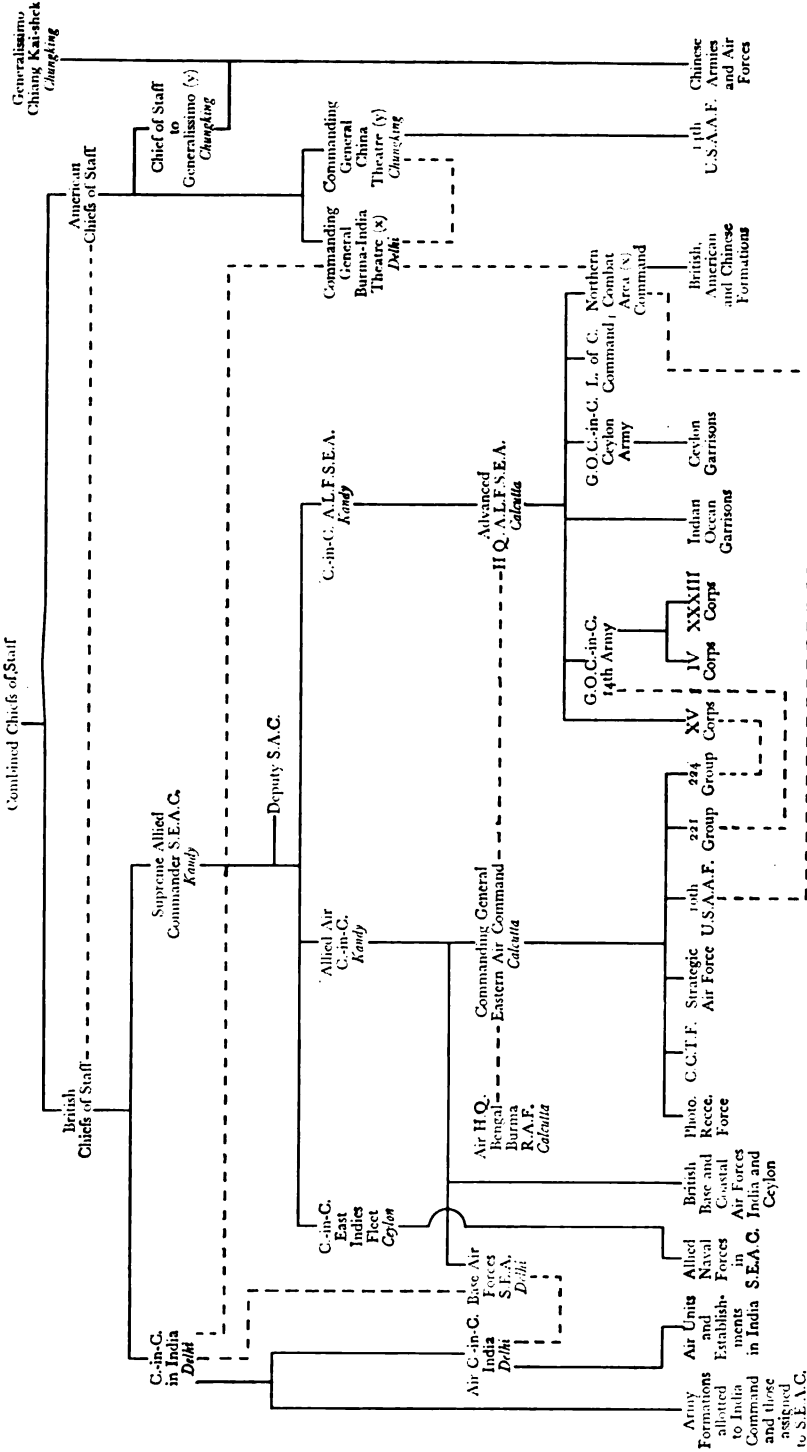 Combined Chiefs of Staff
Generalissimo
Chiang Kai-shek
Chungking
British
Chiefs of Staff
American
Chiefs of Staff
Chief of Staff
to
Generalissimo (y)
Chungking
C.-in-C.
in India
Delhi
Supreme Allied
Commander S.E.A.C.
Kandy
Deputy S.A.C.
C.-in-C.
East
Indies
Fleet
Ceylon
Allied Air
C.-in-C.
Kandy
C.-in-C. A.L.F.S.E.A.
Kandy
Commanding
General
Burma-India
Theatre (x)
Delhi
Commanding
General
China
Theatre (y)
Chungking
Air C.-in-C.
India
Delhi
Base Air
Forces
S.E.A.
Delhi
Air H.Q.
Bengal
Burma
R.A.F.
Calcutta
Commanding General
Eastern Air Command
Calcutta
Advanced
H.Q. A.L.F.S.E.A.
Calcutta
G.O.C.-in-C.
14th Army
G.O.C.-in-C.
Ceylon
Army
L. of C.
Command
Northern
Combat
Area (x)
Command
Army
Formations
allotted
to India
Command
and those
assigned
to S.E.A.C.
Air Units
and
Establish-
ments
in India
Allied
Naval
Forces
in
S.E.A.C.
British
Base and
Coastal
Air Forces
India and
Ceylon
Photo.
Recce.
Force
C.C.T.F.
Strategic
Air Force
10th
U.S.A.A.F.
221
Group
224
Group
XV
Corps
IV
Corps
XXXIII
Corps
Indian
Ocean
Garrisons
Ceylon
Garrisons
British,
American
and Chinese
Formations
14th
U.S.A.A.F.
Chinese
Armies
and Air
Forces